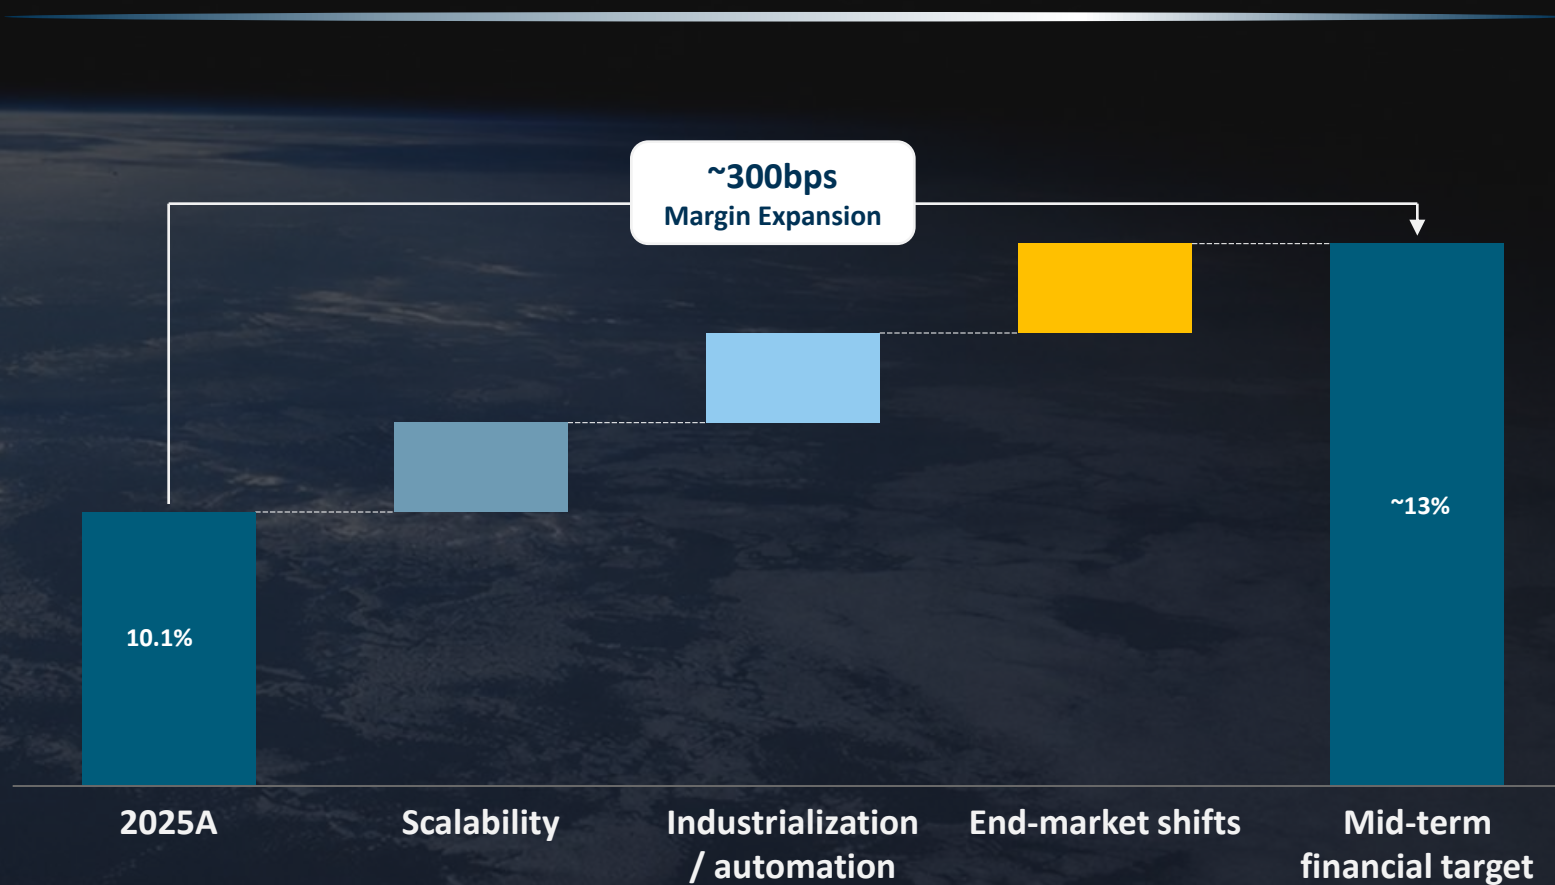 ~300bps
Margin Expansion
~13%
10.1%
2025A
Scalability
Industrialization
/ automation
End-market shifts
Mid-term
financial target